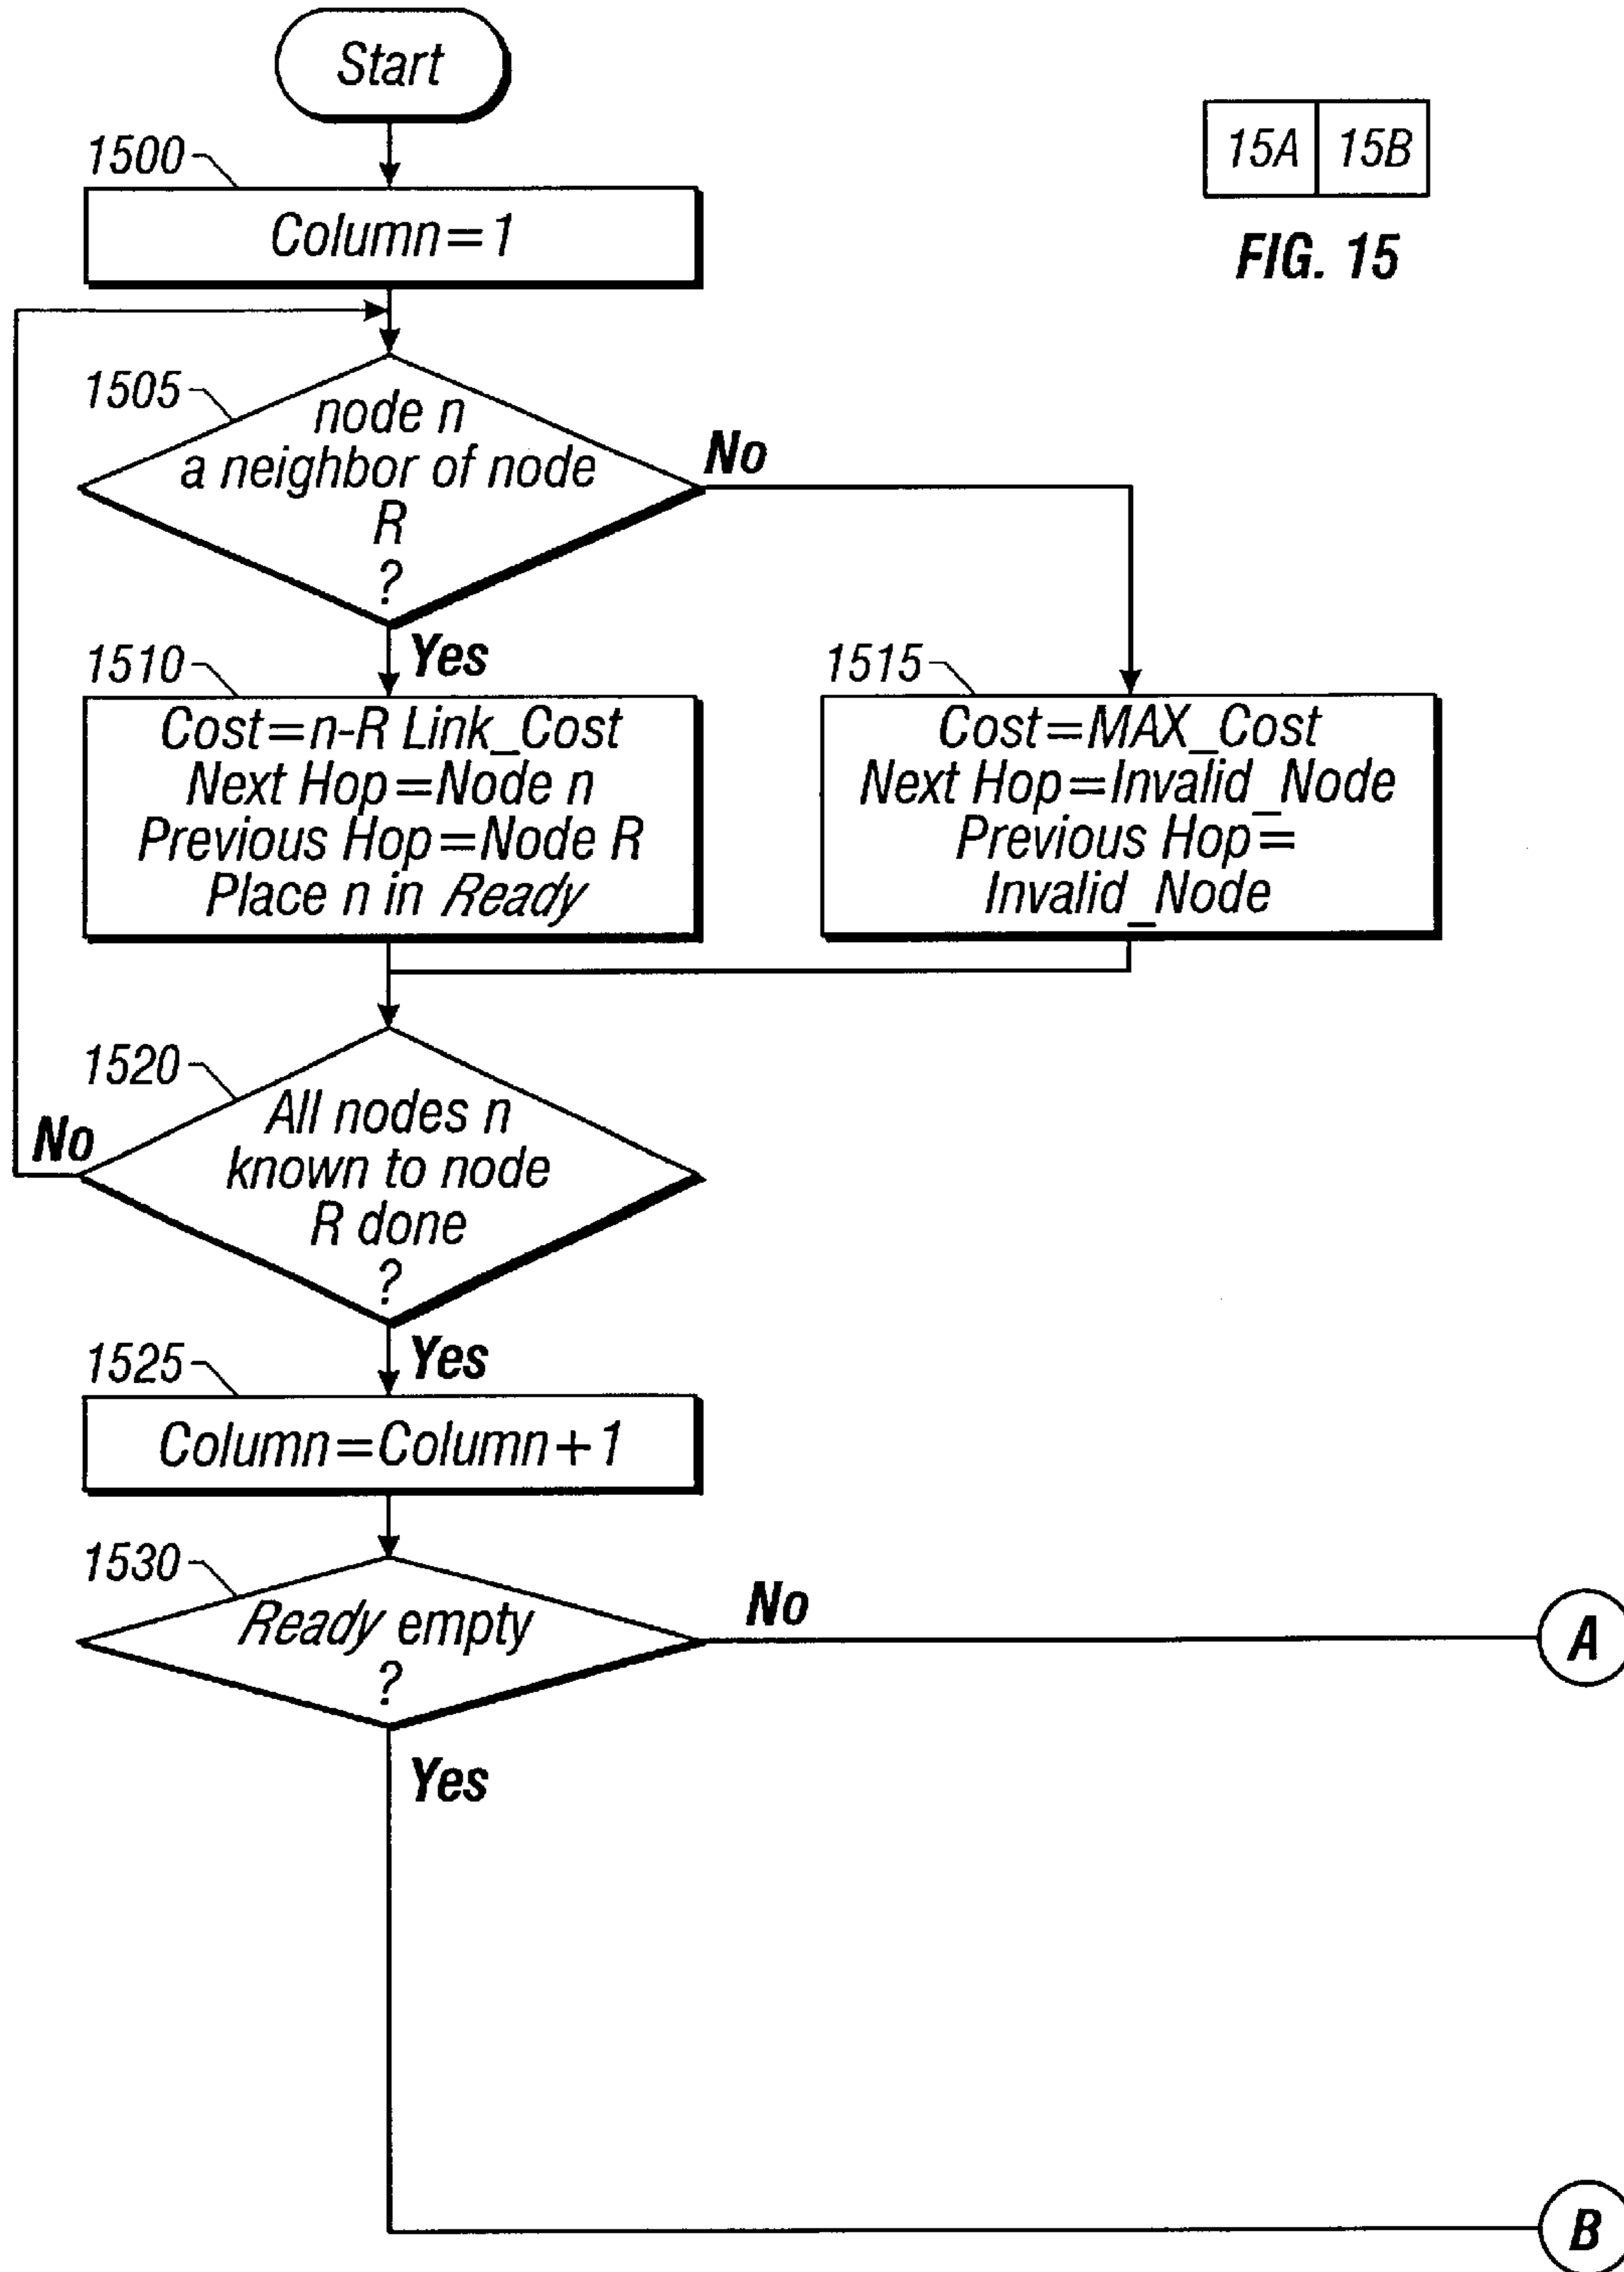 Start
15A 15B
FIG. 15
1500
Column=1
1505
node n
a neighbor of node
R
?
No
Yes
1510
Cost=n-R Link_Cost
Next Hop=Node n
Previous Hop=Node R
Place n in Ready
1515
Cost=MAX_Cost
Next Hop=Invalid_Node
Previous Hop=
Invalid_Node
1520
All nodes n
known to node
R done
?
No
Yes
1525
Column=Column+1
1530
Ready empty
?
No
A
Yes
B